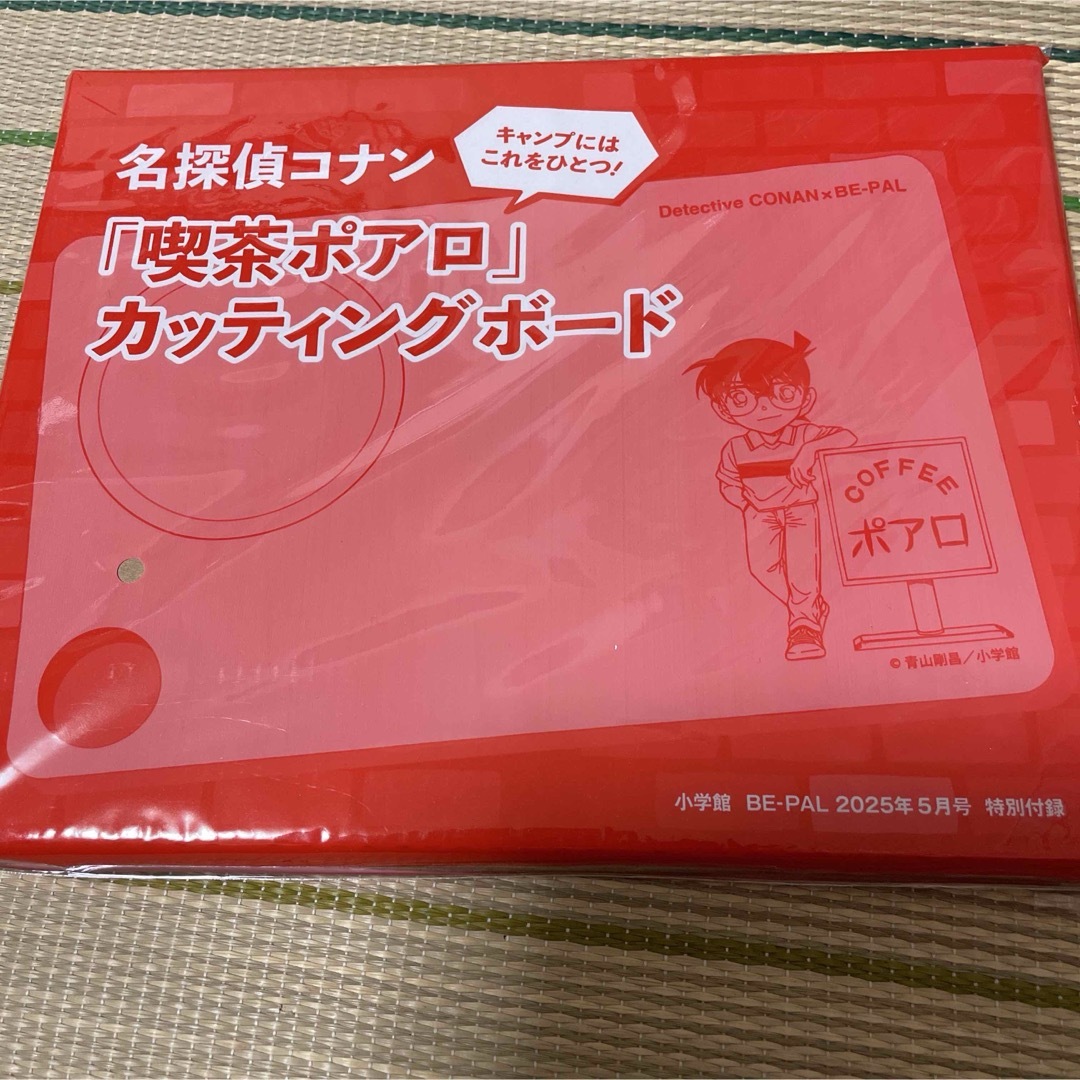 名探偵コナン
キャンプには
これをひとつ!
Detective CONAN×BE-PAL
「喫茶ポアロ」
カッティングボード
COFFEE
ポアロ
© 青山剛昌/小学館
小学館 BE-PAL 2025年5月号 特別付録